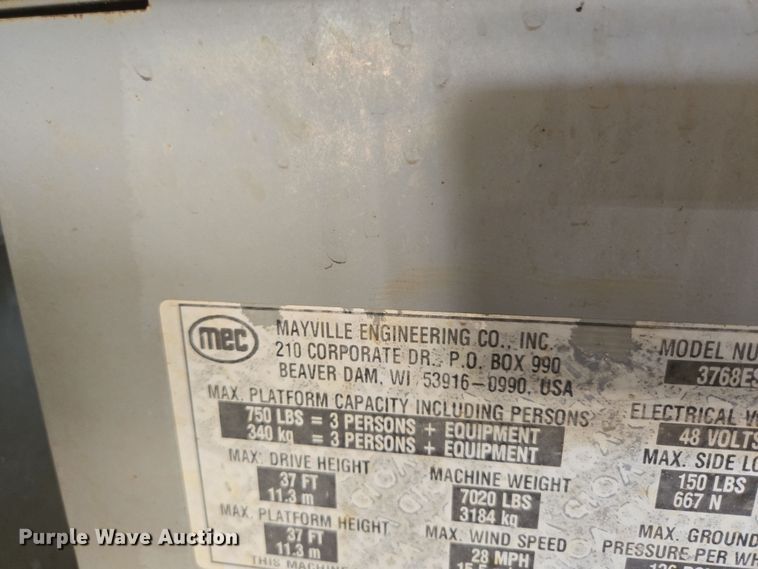 mec
MAYVILLE ENGINEERING CO., INC.
210 CORPORATE DR., P.O. BOX 990
BEAVER DAM, WI 53916-0990, USA
MODEL NU
3768ES
MAX. PLATFORM CAPACITY INCLUDING PERSONS
750 LBS = 3 PERSONS + EQUIPMENT
340 kg = 3 PERSONS + EQUIPMENT
ELECTRICAL
48 VOLTS
MAX. DRIVE HEIGHT
37 FT
11.3 m
MACHINE WEIGHT
7020 LBS
3184 kg
MAX. SIDE LO
150 LBS
667 N
MAX. PLATFORM HEIGHT
37 FT
11.3 m
MAX. WIND SPEED
28 MPH
MAX. GROUND
PRESSURE PER WH
THIS MACHIN
Purple Wave Auction